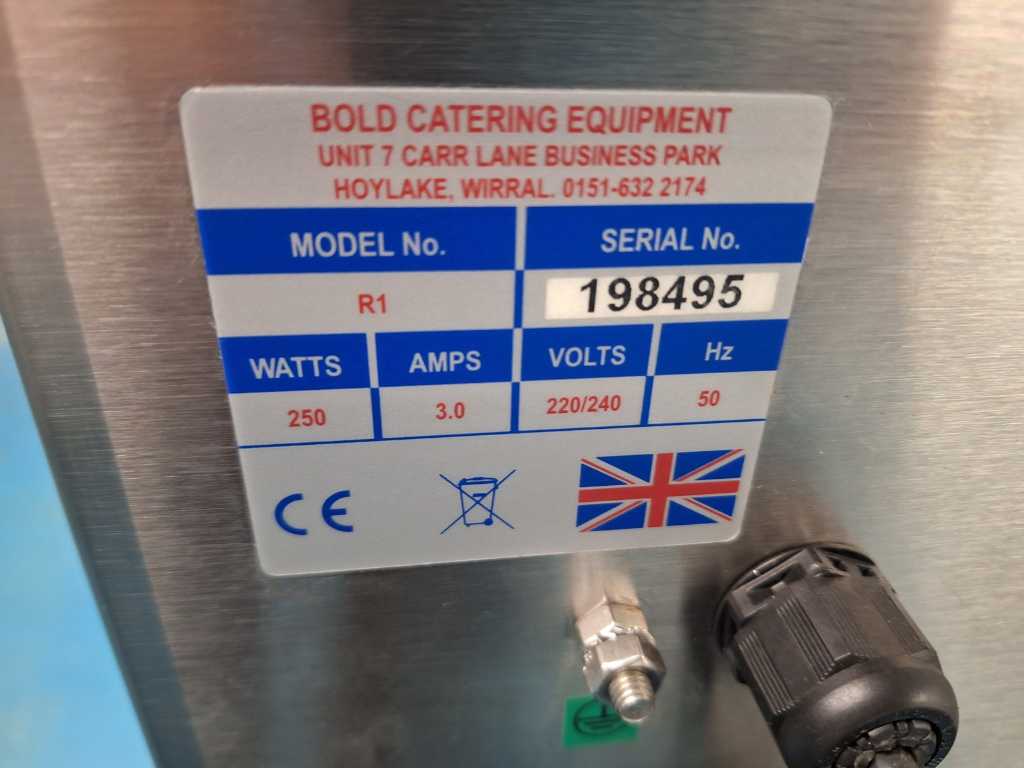 BOLD CATERING EQUIPMENT
UNIT 7 CARR LANE BUSINESS PARK
HOYLAKE, WIRRAL. 0151-632 2174
MODEL No. SERIAL No.
R1 198495
WATTS AMPS VOLTS Hz
250 3.0 220/240 50
CE